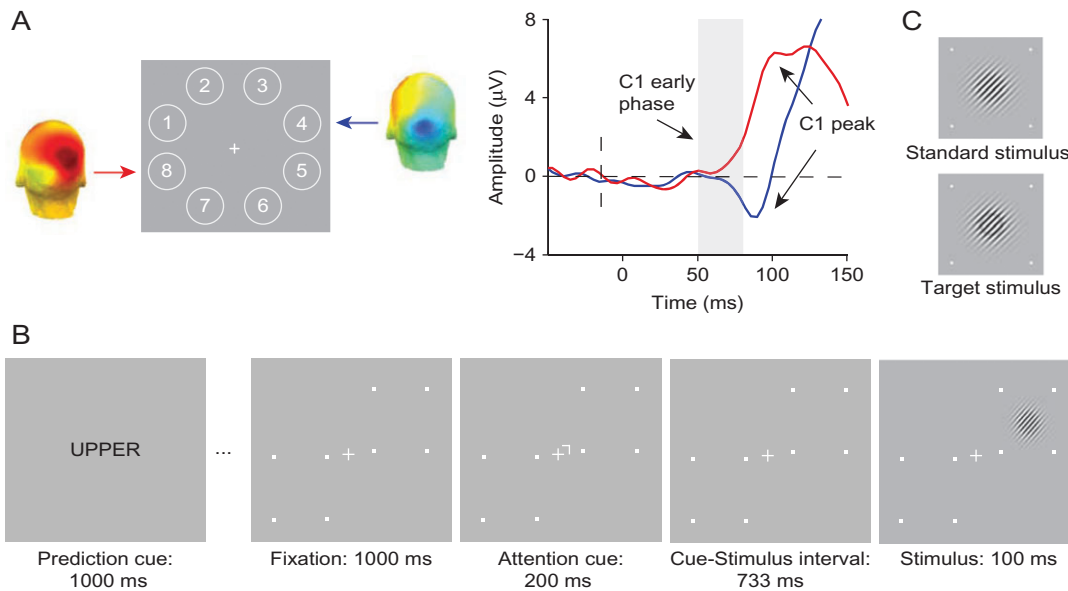 A
1
2
3
4
5
6
7
8
Amplitude (µV)
8
4
0
−4
C1 early
phase
C1 peak
0
50
100
150
Time (ms)
C
Standard stimulus
Target stimulus
B
UPPER
...
Prediction cue:
1000 ms
Fixation: 1000 ms
Attention cue:
200 ms
Cue-Stimulus interval:
733 ms
Stimulus: 100 ms